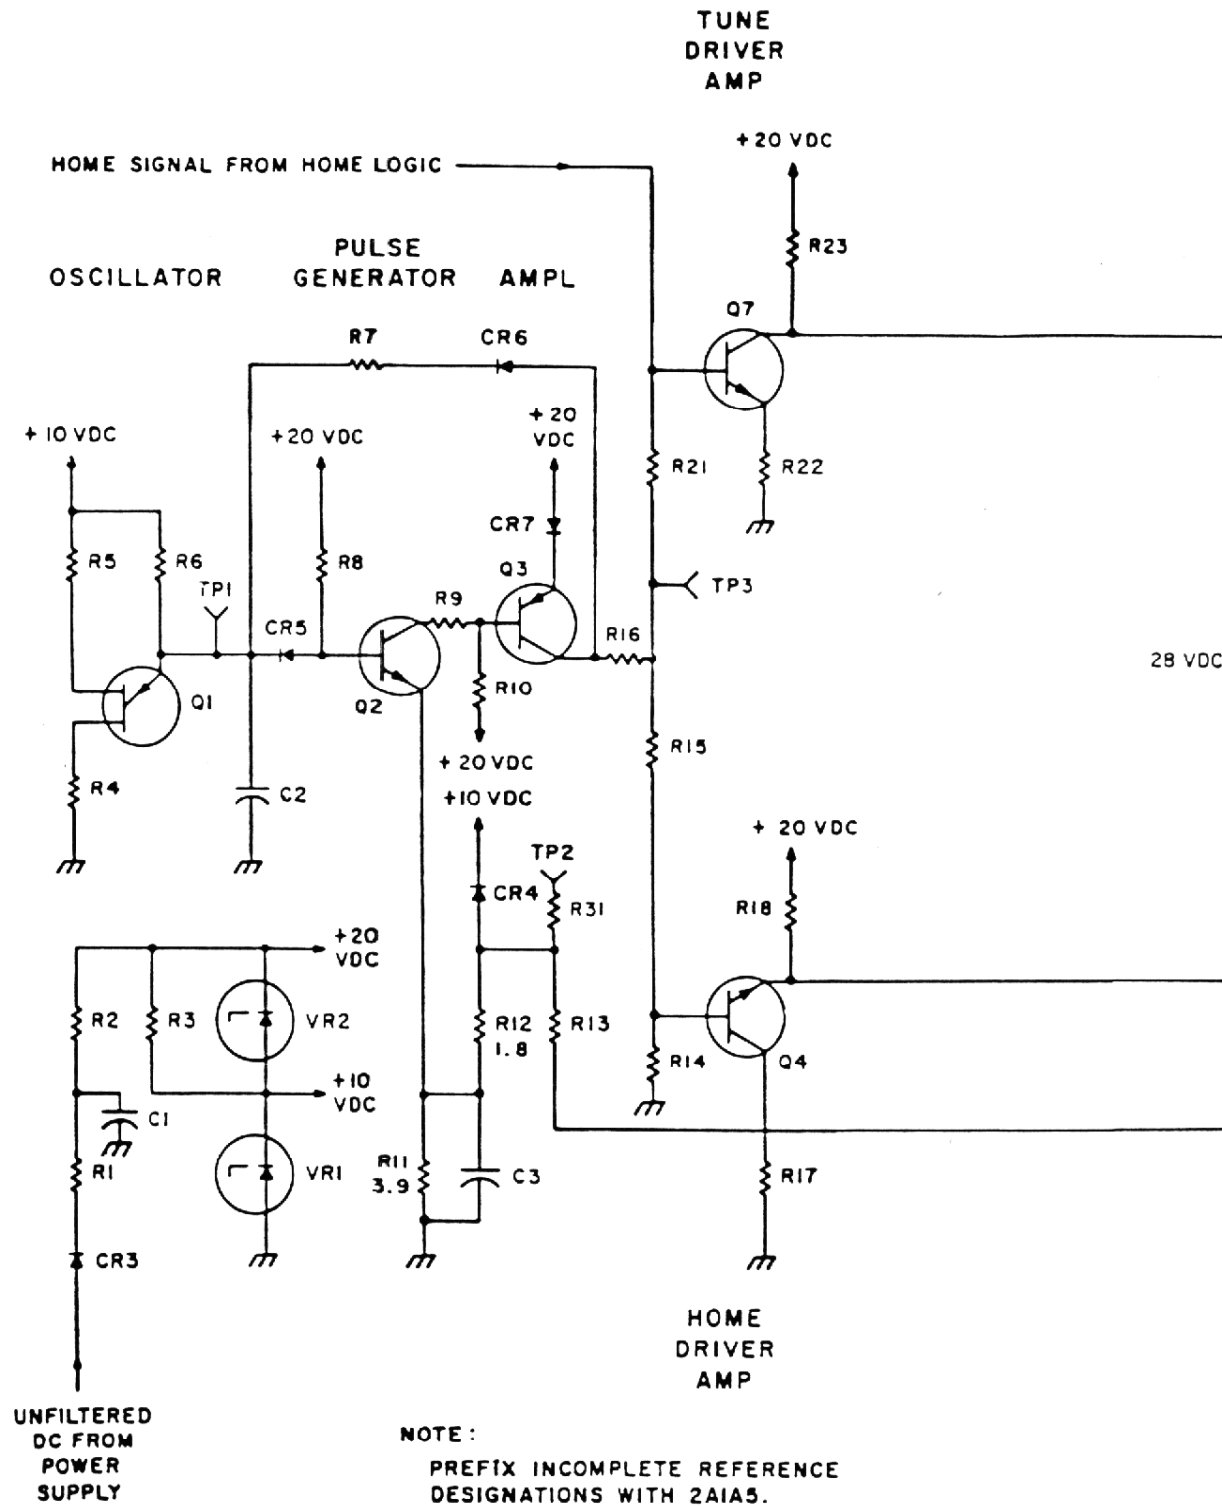 TUNE
DRIVER
AMP
+20 VDC
HOME SIGNAL FROM HOME LOGIC
R23
PULSE
OSCILLATOR GENERATOR AMPL
Q7
R7 CR6
+20
VDC
+10 VDC
+20 VDC
R21
R22
CR7
R5
R6
R8
Q3
TP1
TP3
R9
CR5
R16
28 VDC
R10
Q1
Q2
R15
+ 20 VDC
R4
C2
+10 VDC
+ 20 VDC
TP2
CR4
R31
R18
+20
VDC
R2
R3
VR2
R12
1.8
R13
R14
Q4
+10
VDC
C1
R1
VR1
R11
3.9
C3
R17
CR3
HOME
DRIVER
AMP
UNFILTERED
DC FROM
POWER
SUPPLY
NOTE:
PREFIX INCOMPLETE REFERENCE
DESIGNATIONS WITH 2A1A5.